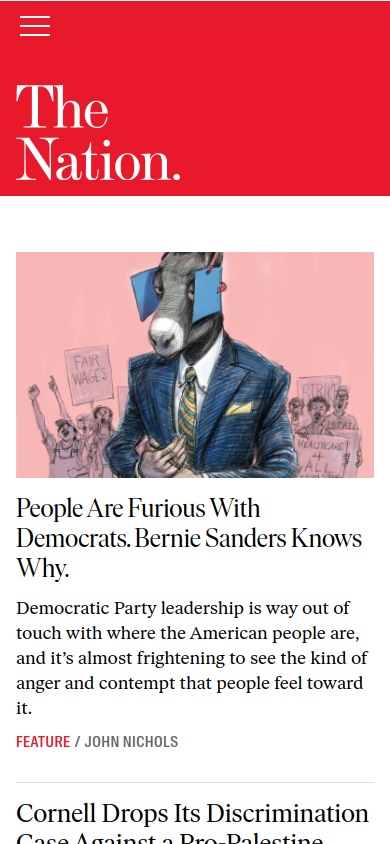 The
Nation.
FAIR
WAGES
STRIKE
HEALTHCARE
4
ALL
People Are Furious With
Democrats. Bernie Sanders Knows
Why.
Democratic Party leadership is way out of
touch with where the American people are,
and it’s almost frightening to see the kind of
anger and contempt that people feel toward
it.
FEATURE / JOHN NICHOLS
Cornell Drops Its Discrimination
Case Against a Pro-Palestine